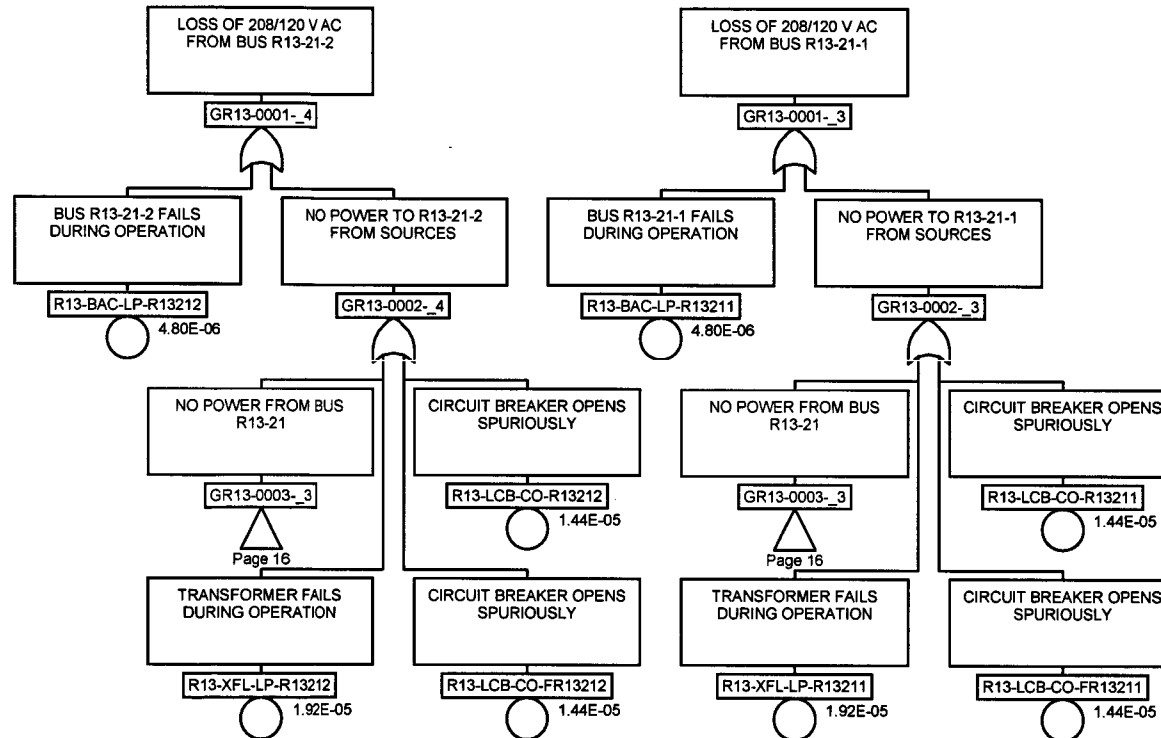 LOSS OF 208/120 V AC
FROM BUS R13-21-2
GR13-0001-_4
BUS R13-21-2 FAILS
DURING OPERATION
R13-BAC-LP-R13212
4.80E-06
NO POWER TO R13-21-2
FROM SOURCES
GR13-0002-_4
NO POWER FROM BUS
R13-21
GR13-0003-_3
Page 16
CIRCUIT BREAKER OPENS
SPURIOUSLY
R13-LCB-CO-R13212
1.44E-05
TRANSFORMER FAILS
DURING OPERATION
R13-XFL-LP-R13212
1.92E-05
CIRCUIT BREAKER OPENS
SPURIOUSLY
R13-LCB-CO-FR13212
1.44E-05
LOSS OF 208/120 V AC
FROM BUS R13-21-1
GR13-0001-_3
BUS R13-21-1 FAILS
DURING OPERATION
R13-BAC-LP-R13211
4.80E-06
NO POWER TO R13-21-1
FROM SOURCES
GR13-0002-_3
NO POWER FROM BUS
R13-21
GR13-0003-_3
Page 16
CIRCUIT BREAKER OPENS
SPURIOUSLY
R13-LCB-CO-R13211
1.44E-05
TRANSFORMER FAILS
DURING OPERATION
R13-XFL-LP-R13211
1.92E-05
CIRCUIT BREAKER OPENS
SPURIOUSLY
R13-LCB-CO-FR13211
1.44E-05